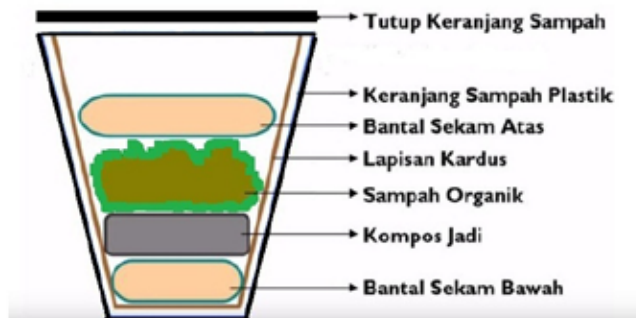 Tutup Keranjang Sampah
Keranjang Sampah Plastik
Bantal Sekam Atas
Lapisan Kardus
Sampah Organik
Kompos Jadi
Bantal Sekam Bawah